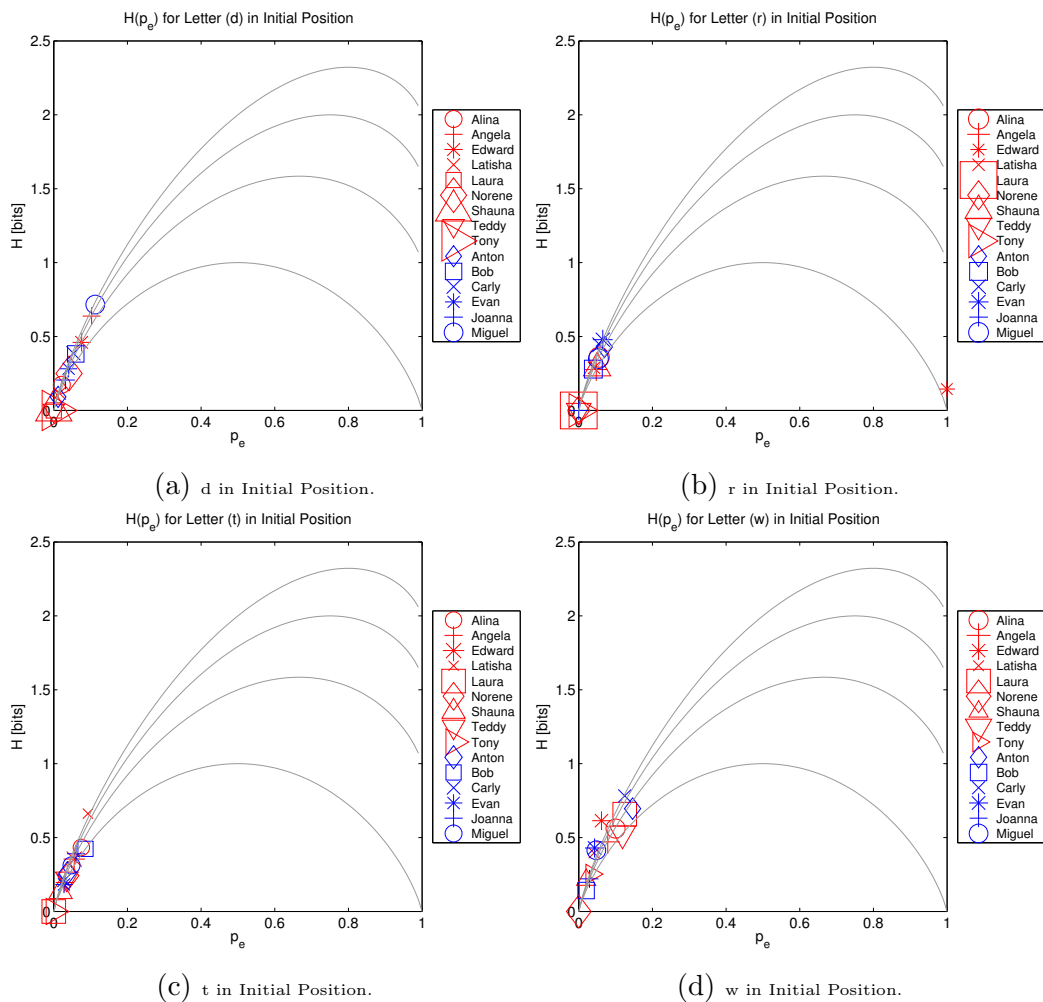 H(p_e) for Letter (d) in Initial Position
2.5
2
1.5
1
0.5
0
H [bits]
0 0.2 0.4 0.6 0.8 1
p_e
Alina
Angela
Edward
Latisha
Laura
Norene
Shauna
Teddy
Tony
Anton
Bob
Carly
Evan
Joanna
Miguel
(a) d in Initial Position.
H(p_e) for Letter (r) in Initial Position
2.5
2
1.5
1
0.5
0
H [bits]
0 0.2 0.4 0.6 0.8 1
p_e
Alina
Angela
Edward
Latisha
Laura
Norene
Shauna
Teddy
Tony
Anton
Bob
Carly
Evan
Joanna
Miguel
(b) r in Initial Position.
H(p_e) for Letter (t) in Initial Position
2.5
2
1.5
1
0.5
0
H [bits]
0 0.2 0.4 0.6 0.8 1
p_e
Alina
Angela
Edward
Latisha
Laura
Norene
Shauna
Teddy
Tony
Anton
Bob
Carly
Evan
Joanna
Miguel
(c) t in Initial Position.
H(p_e) for Letter (w) in Initial Position
2.5
2
1.5
1
0.5
0
H [bits]
0 0.2 0.4 0.6 0.8 1
p_e
Alina
Angela
Edward
Latisha
Laura
Norene
Shauna
Teddy
Tony
Anton
Bob
Carly
Evan
Joanna
Miguel
(d) w in Initial Position.